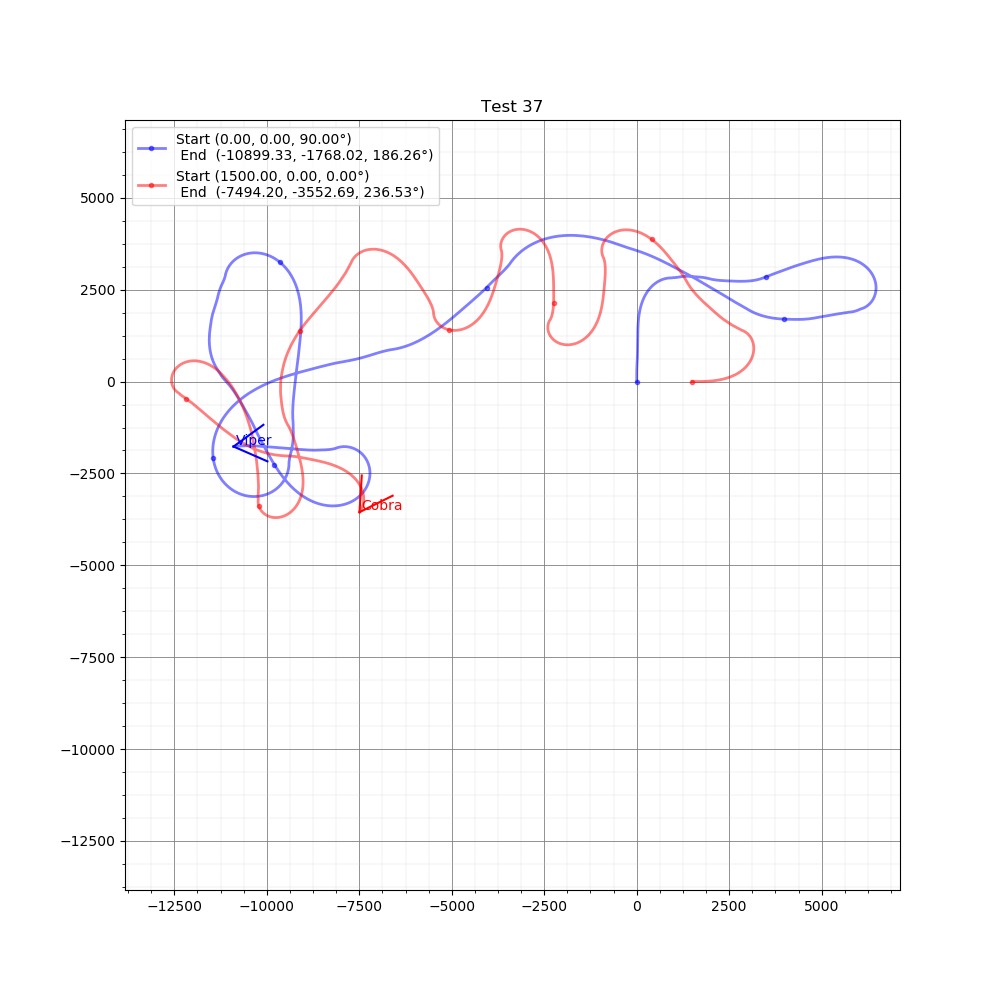 Test 37
Start (0.00, 0.00, 90.00°)
End  (-10899.33, -1768.02, 186.26°)
Start (1500.00, 0.00, 0.00°)
End  (-7494.20, -3552.69, 236.53°)
5000
2500
0
−2500
−5000
−7500
−10000
−12500
Viper
Cobra
−12500
−10000
−7500
−5000
−2500
0
2500
5000